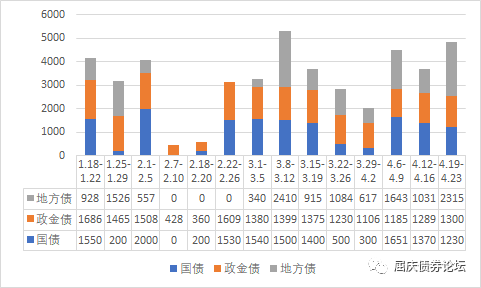 6000
5000
4000
3000
2000
1000
0
1.18-1.22 1.25-1.29 2.1-2.5 2.7-2.10 2.18-2.20 2.22-2.26 3.1-3.5 3.8-3.12 3.15-3.19 3.22-3.26 3.29-4.2 4.6-4.9 4.12-4.16 4.19-4.23
地方债 928 1526 557 0 0 0 340 2410 915 1084 617 1643 1031 2315
政金债 1686 1465 1508 428 360 1609 1380 1399 1375 1230 1106 1185 1289 1300
国债 1550 200 2000 0 200 1530 1540 1500 1400 500 300 1651 1370 1230
国债 政金债 地方债
屈庆债券论坛